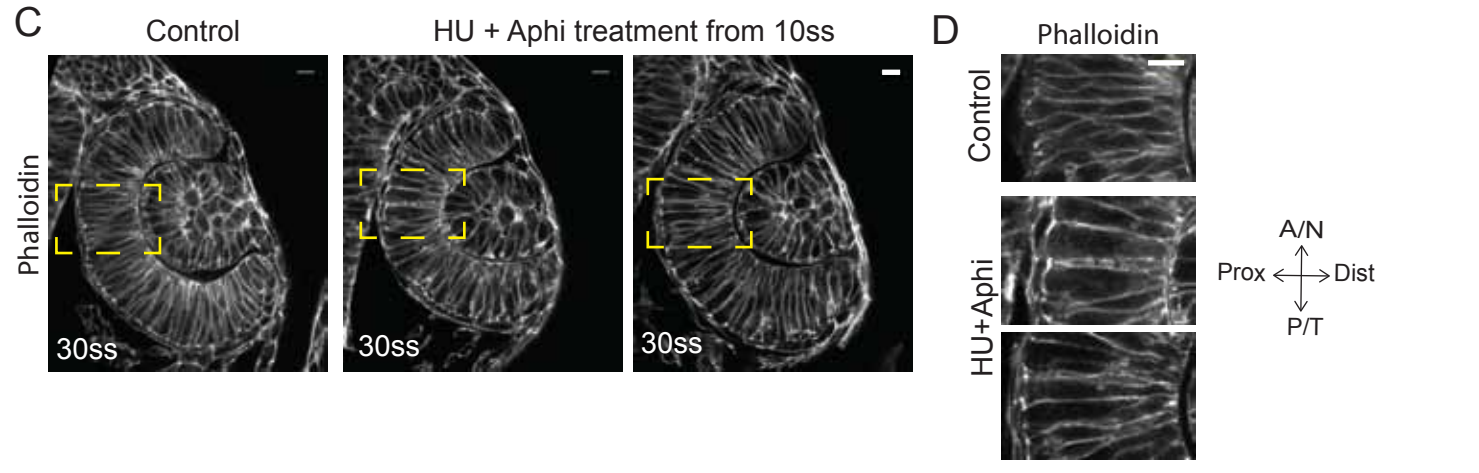 C
Control
HU + Aphi treatment from 10ss
Phalloidin
30ss
30ss
30ss
D
Phalloidin
Control
HU+Aphi
A/N
Prox
Dist
P/T